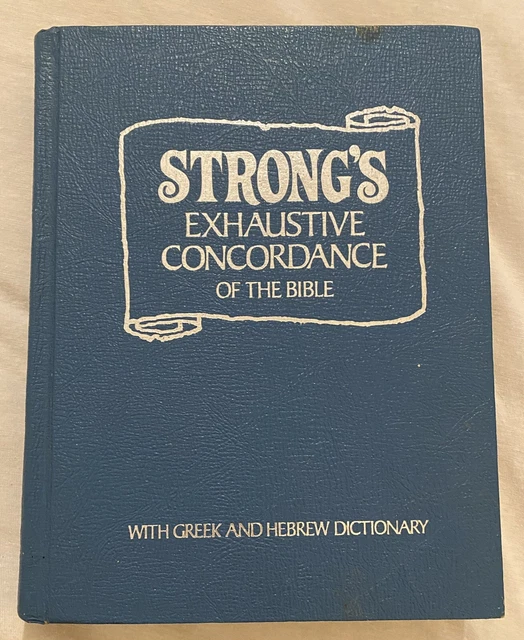 STRONG'S
EXHAUSTIVE
CONCORDANCE
OF THE BIBLE
WITH GREEK AND HEBREW DICTIONARY